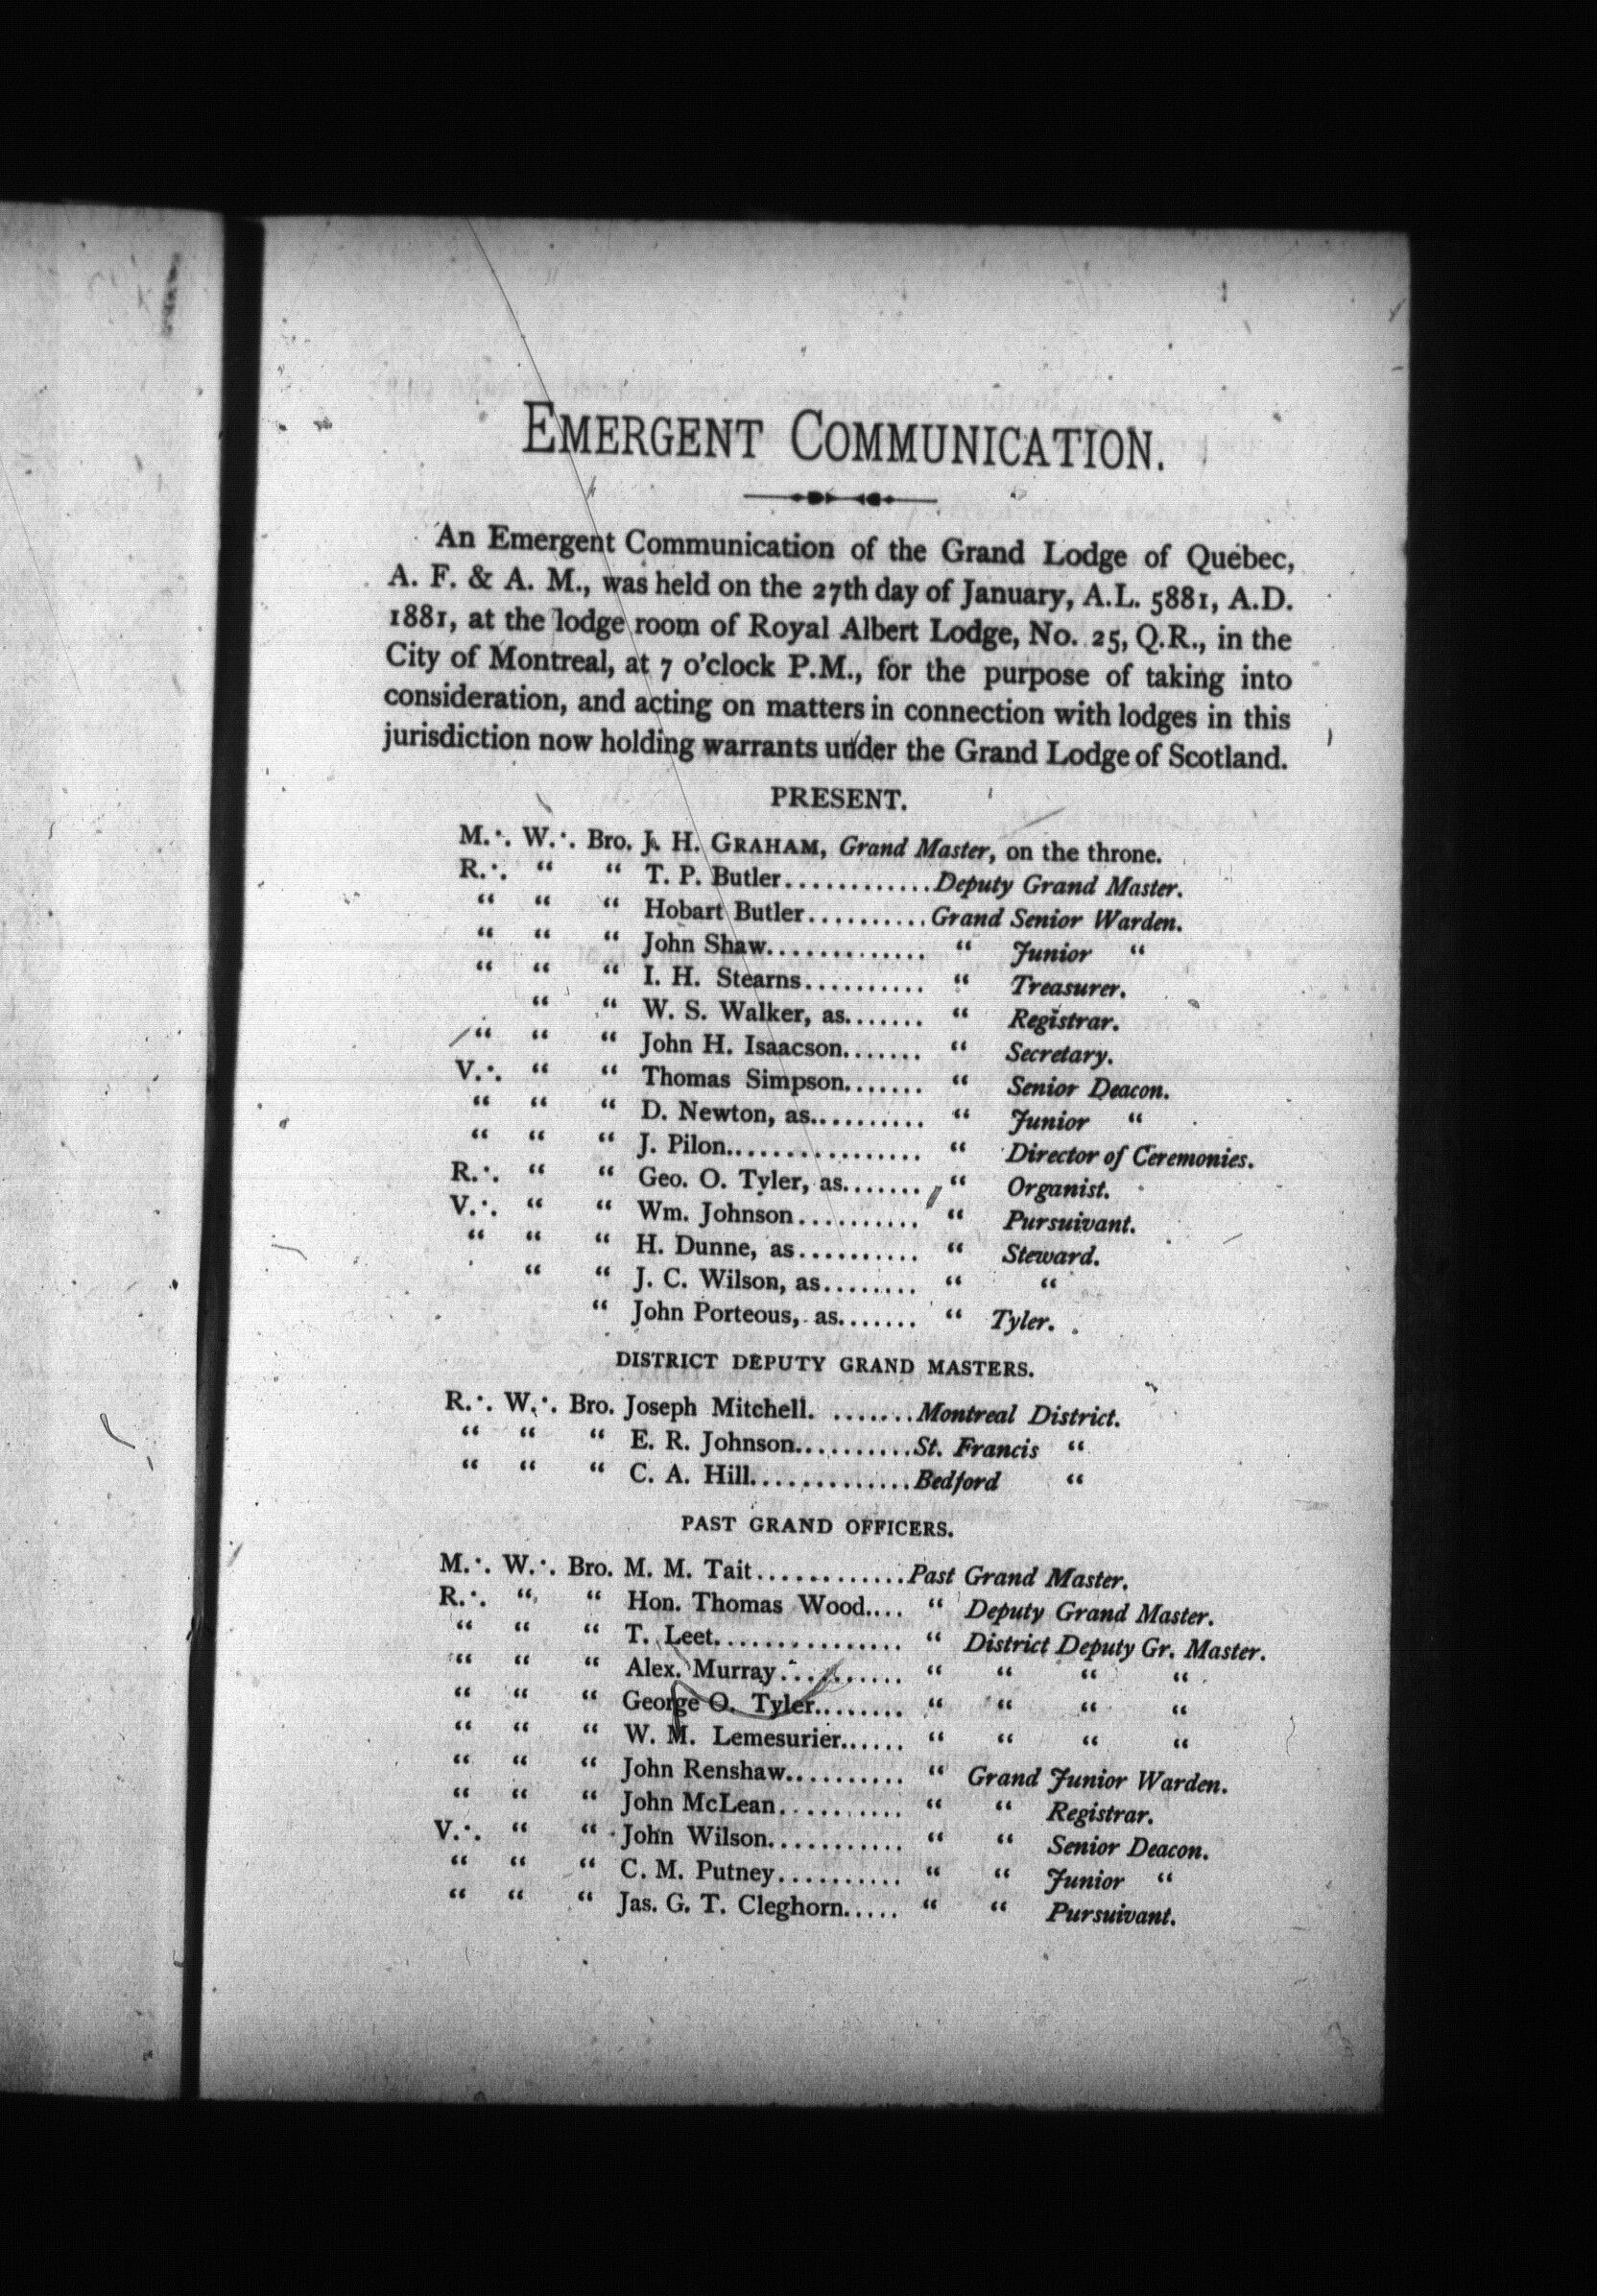 EMERGENT COMMUNICATION.
An Emergent Communication of the Grand Lodge of Quebec,
A. F. & A. M., was held on the 27th day of January, A.L. 5881, A.D.
1881, at the lodge room of Royal Albert Lodge, No. 25, Q.R., in the
City of Montreal, at 7 o'clock P.M., for the purpose of taking into
consideration, and acting on matters in connection with lodges in this
jurisdiction now holding warrants under the Grand Lodge of Scotland.
PRESENT.
M.·. W.·. Bro. J. H. GRAHAM, Grand Master, on the throne.
R.·. “ “ T. P. Butler............Deputy Grand Master.
“ “ “ Hobart Butler..........Grand Senior Warden.
“ “ “ John Shaw............. “ Junior “
“ “ “ I. H. Stearns.......... “ Treasurer.
“ “ W. S. Walker, as....... “ Registrar.
“ “ “ John H. Isaacson....... “ Secretary.
V.·. “ “ Thomas Simpson....... “ Senior Deacon.
“ “ “ D. Newton, as.......... “ Junior “
“ “ “ J. Pilon................ “ Director of Ceremonies.
R.·. “ “ Geo. O. Tyler, as....... “ Organist.
V.·. “ “ Wm. Johnson.......... “ Pursuivant.
“ “ “ H. Dunne, as.......... “ Steward.
“ “ J. C. Wilson, as........ “ “
“ John Porteous, as....... “ Tyler.
DISTRICT DEPUTY GRAND MASTERS.
R.·. W.·. Bro. Joseph Mitchell. .......Montreal District.
“ “ “ E. R. Johnson..........St. Francis “
“ “ “ C. A. Hill.............Bedford “
PAST GRAND OFFICERS.
M.·. W.·. Bro. M. M. Tait............Past Grand Master.
R.·. “ “ Hon. Thomas Wood.... “ Deputy Grand Master.
“ “ “ T. Leet................ “ District Deputy Gr. Master.
“ “ “ Alex. Murray.......... “ “ “ “
“ “ “ George O. Tyler........ “ “ “ “
“ “ “ W. M. Lemesurier...... “ “ “ “
“ “ “ John Renshaw.......... “ Grand Junior Warden.
“ “ “ John McLean.......... “ “ Registrar.
V.·. “ “ John Wilson........... “ “ Senior Deacon.
“ “ “ C. M. Putney.......... “ “ Junior “
“ “ “ Jas. G. T. Cleghorn..... “ “ Pursuivant.